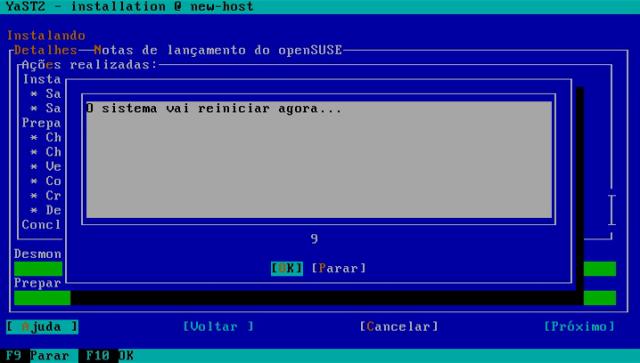 YaST2 - installation @ new-host
Instalando
Detalhes Notas de lançamento do openSUSE
Ações realizadas:
Insta
* Sa
* Sa
Prepa
* Ch
* Ch
* Ve
* Co
* Cr
* De
Concl
O sistema vai reiniciar agora...
9
[OK] [Parar]
Desmon
Prepar
[ Ajuda ] [Voltar ] [Cancelar] [Próximo]
F9 Parar F10 OK